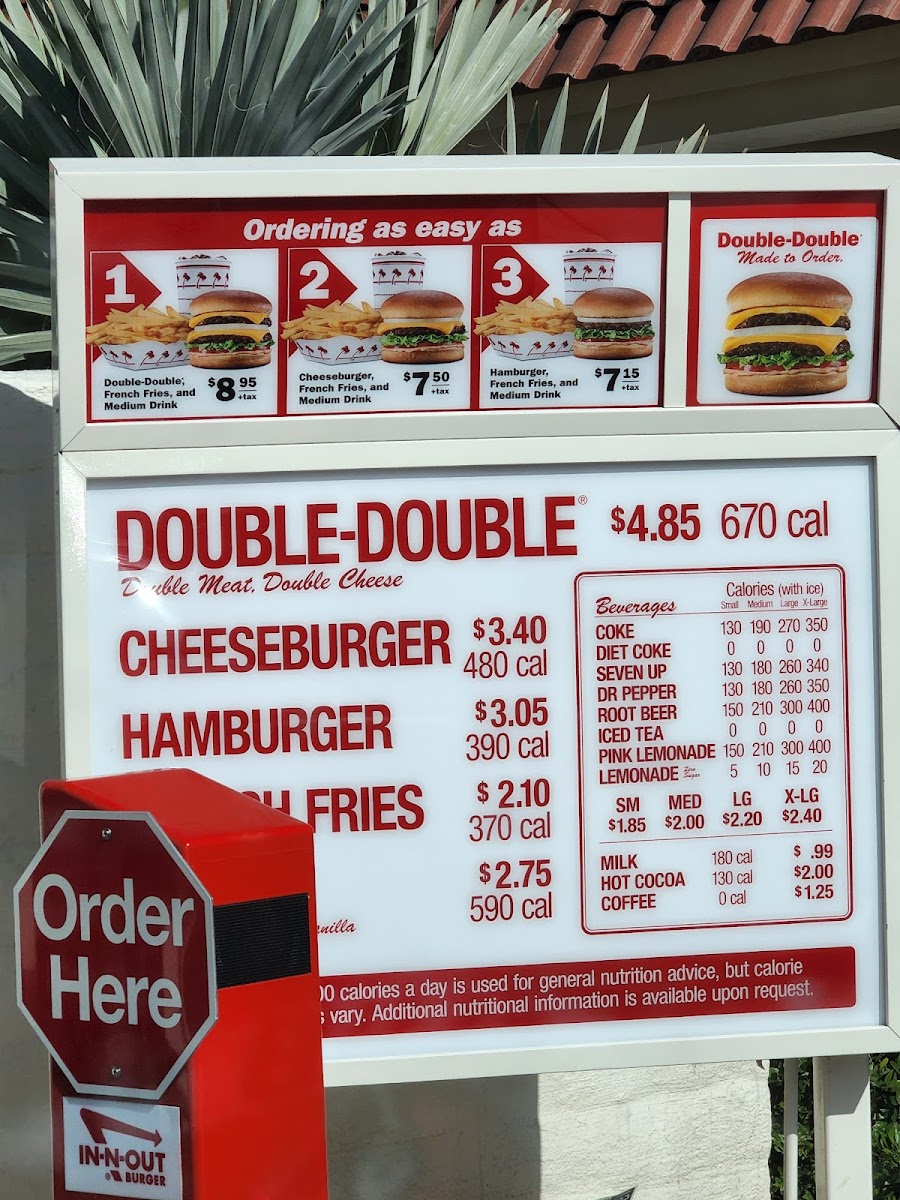 Ordering as easy as
1
Double-Double®,
French Fries, and
Medium Drink
$8 95
+tax
2
Cheeseburger,
French Fries, and
Medium Drink
$7 50
+tax
3
Hamburger,
French Fries, and
Medium Drink
$7 15
+tax
Double-Double®
Made to Order.
DOUBLE-DOUBLE® $4.85 670 cal
Double Meat, Double Cheese
CHEESEBURGER $3.40
480 cal
HAMBURGER $3.05
390 cal
FRIES $2.10
370 cal
$2.75
590 cal
Beverages
Calories (with ice)
Small Medium Large X-Large
COKE 130 190 270 350
DIET COKE 0 0 0 0
SEVEN UP 130 180 260 340
DR PEPPER 130 180 260 350
ROOT BEER 150 210 300 400
ICED TEA 0 0 0 0
PINK LEMONADE 150 210 300 400
LEMONADE Zero Sugar 5 10 15 20
SM MED LG X-LG
$1.85 $2.00 $2.20 $2.40
MILK 180 cal $ .99
HOT COCOA 130 cal $2.00
COFFEE 0 cal $1.25
calories a day is used for general nutrition advice, but calorie
vary. Additional nutritional information is available upon request.
Order
Here
IN-N-OUT
BURGER